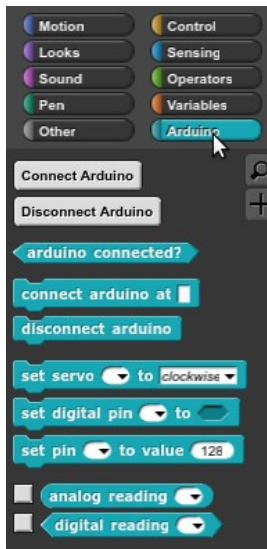 Motion Control
Looks Sensing
Sound Operators
Pen Variables
Other Arduino
Connect Arduino
Disconnect Arduino
arduino connected?
connect arduino at
disconnect arduino
set servo to clockwise
set digital pin to
set pin to value 128
analog reading
digital reading